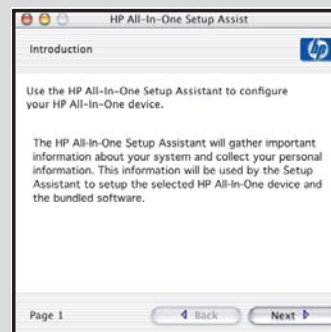 HP All-In-One Setup Assist
Introduction
hp
Use the HP All-In-One Setup Assistant to configure
your HP All-In-One device.
The HP All-In-One Setup Assistant will gather important
information about your system and collect your personal
information. This information will be used by the Setup
Assistant to setup the selected HP All-In-One device and
the bundled software.
Page 1
Back
Next